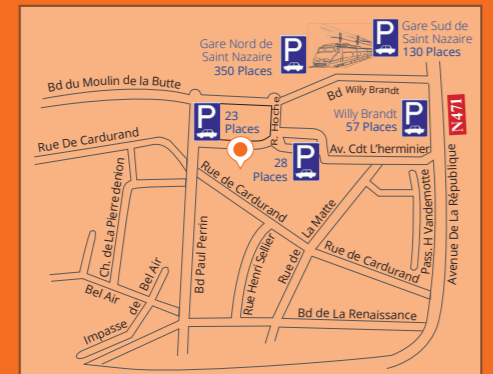 Gare Nord de
Saint Nazaire
350 Places
P
P
Gare Sud de
Saint Nazaire
130 Places
Bd du Moulin de la Butte
Bd Willy Brandt
P
23
Places
R. Hoche
Willy Brandt
57 Places
P
N471
Rue De Cardurand
28
Places
P
Av. Cdt L'herminier
Ch. de La Pierre denion
Rue de Cardurand
Bd Paul Perrin
Rue Henri Sellier
Rue de La Matte
Rue de Cardurand
Pass. H Vandemotte
Avenue De La République
Bel Air
Impasse de Bel Air
Bd de La Renaissance